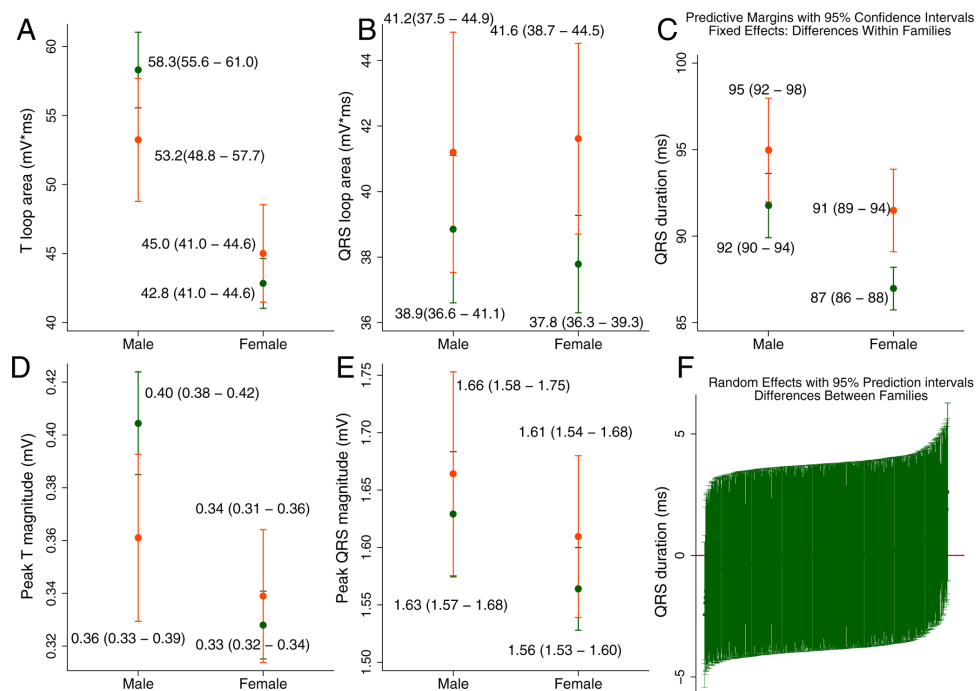 A
T loop area (mV*ms)
60
55
50
45
40
58.3(55.6 – 61.0)
53.2(48.8 – 57.7)
45.0 (41.0 – 44.6)
42.8 (41.0 – 44.6)
Male
Female
B
QRS loop area (mV*ms)
44
42
40
38
36
41.2(37.5 – 44.9)
41.6 (38.7 – 44.5)
38.9(36.6 – 41.1)
37.8 (36.3 – 39.3)
Male
Female
C
Predictive Margins with 95% Confidence Intervals
Fixed Effects: Differences Within Families
QRS duration (ms)
100
95
90
85
95 (92 – 98)
91 (89 – 94)
92 (90 – 94)
87 (86 – 88)
Male
Female
D
Peak T magnitude (mV)
0.42
0.40
0.38
0.36
0.34
0.32
0.40 (0.38 – 0.42)
0.34 (0.31 – 0.36)
0.36 (0.33 – 0.39)
0.33 (0.32 – 0.34)
Male
Female
E
Peak QRS magnitude (mV)
1.75
1.70
1.65
1.60
1.55
1.50
1.66 (1.58 – 1.75)
1.61 (1.54 – 1.68)
1.63 (1.57 – 1.68)
1.56 (1.53 – 1.60)
Male
Female
F
Random Effects with 95% Prediction intervals
Differences Between Families
QRS duration (ms)
5
0
–5